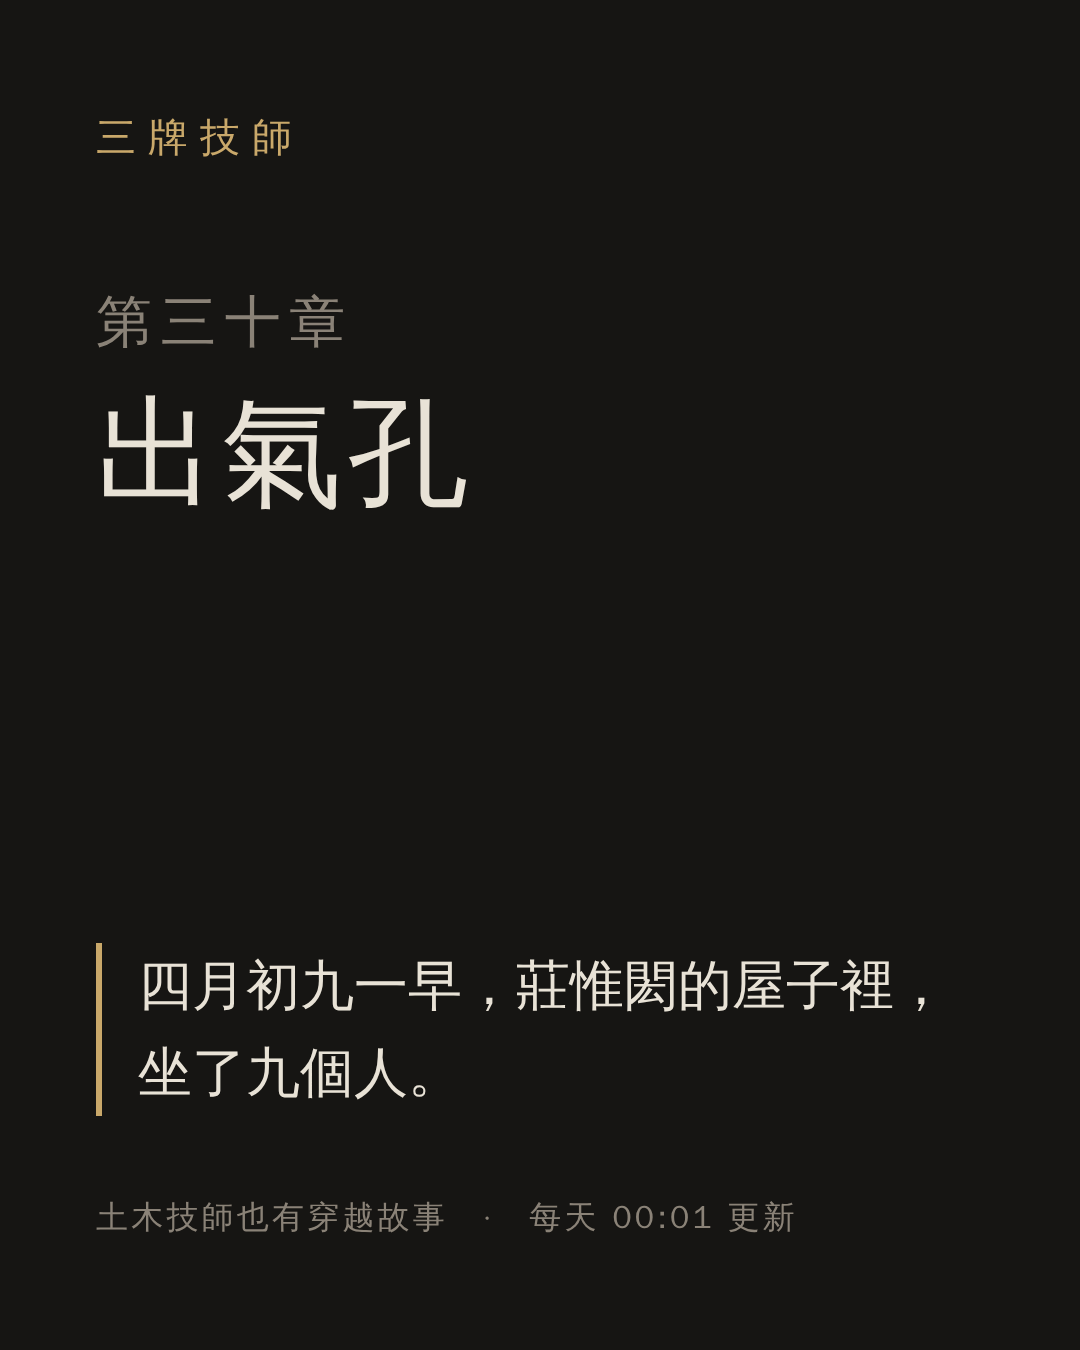 三牌技師
第三十章
出氣孔
四月初九一早，莊惟閎的屋子裡，
坐了九個人。
土木技師也有穿越故事 · 每天 00:01 更新